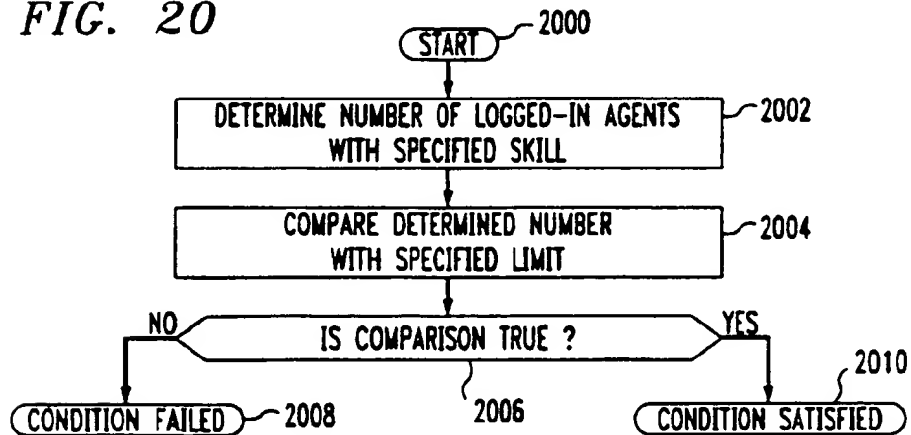 FIG. 20
START
2000
DETERMINE NUMBER OF LOGGED-IN AGENTS
WITH SPECIFIED SKILL
2002
COMPARE DETERMINED NUMBER
WITH SPECIFIED LIMIT
2004
NO
IS COMPARISON TRUE ?
YES
2006
CONDITION FAILED
2008
CONDITION SATISFIED
2010